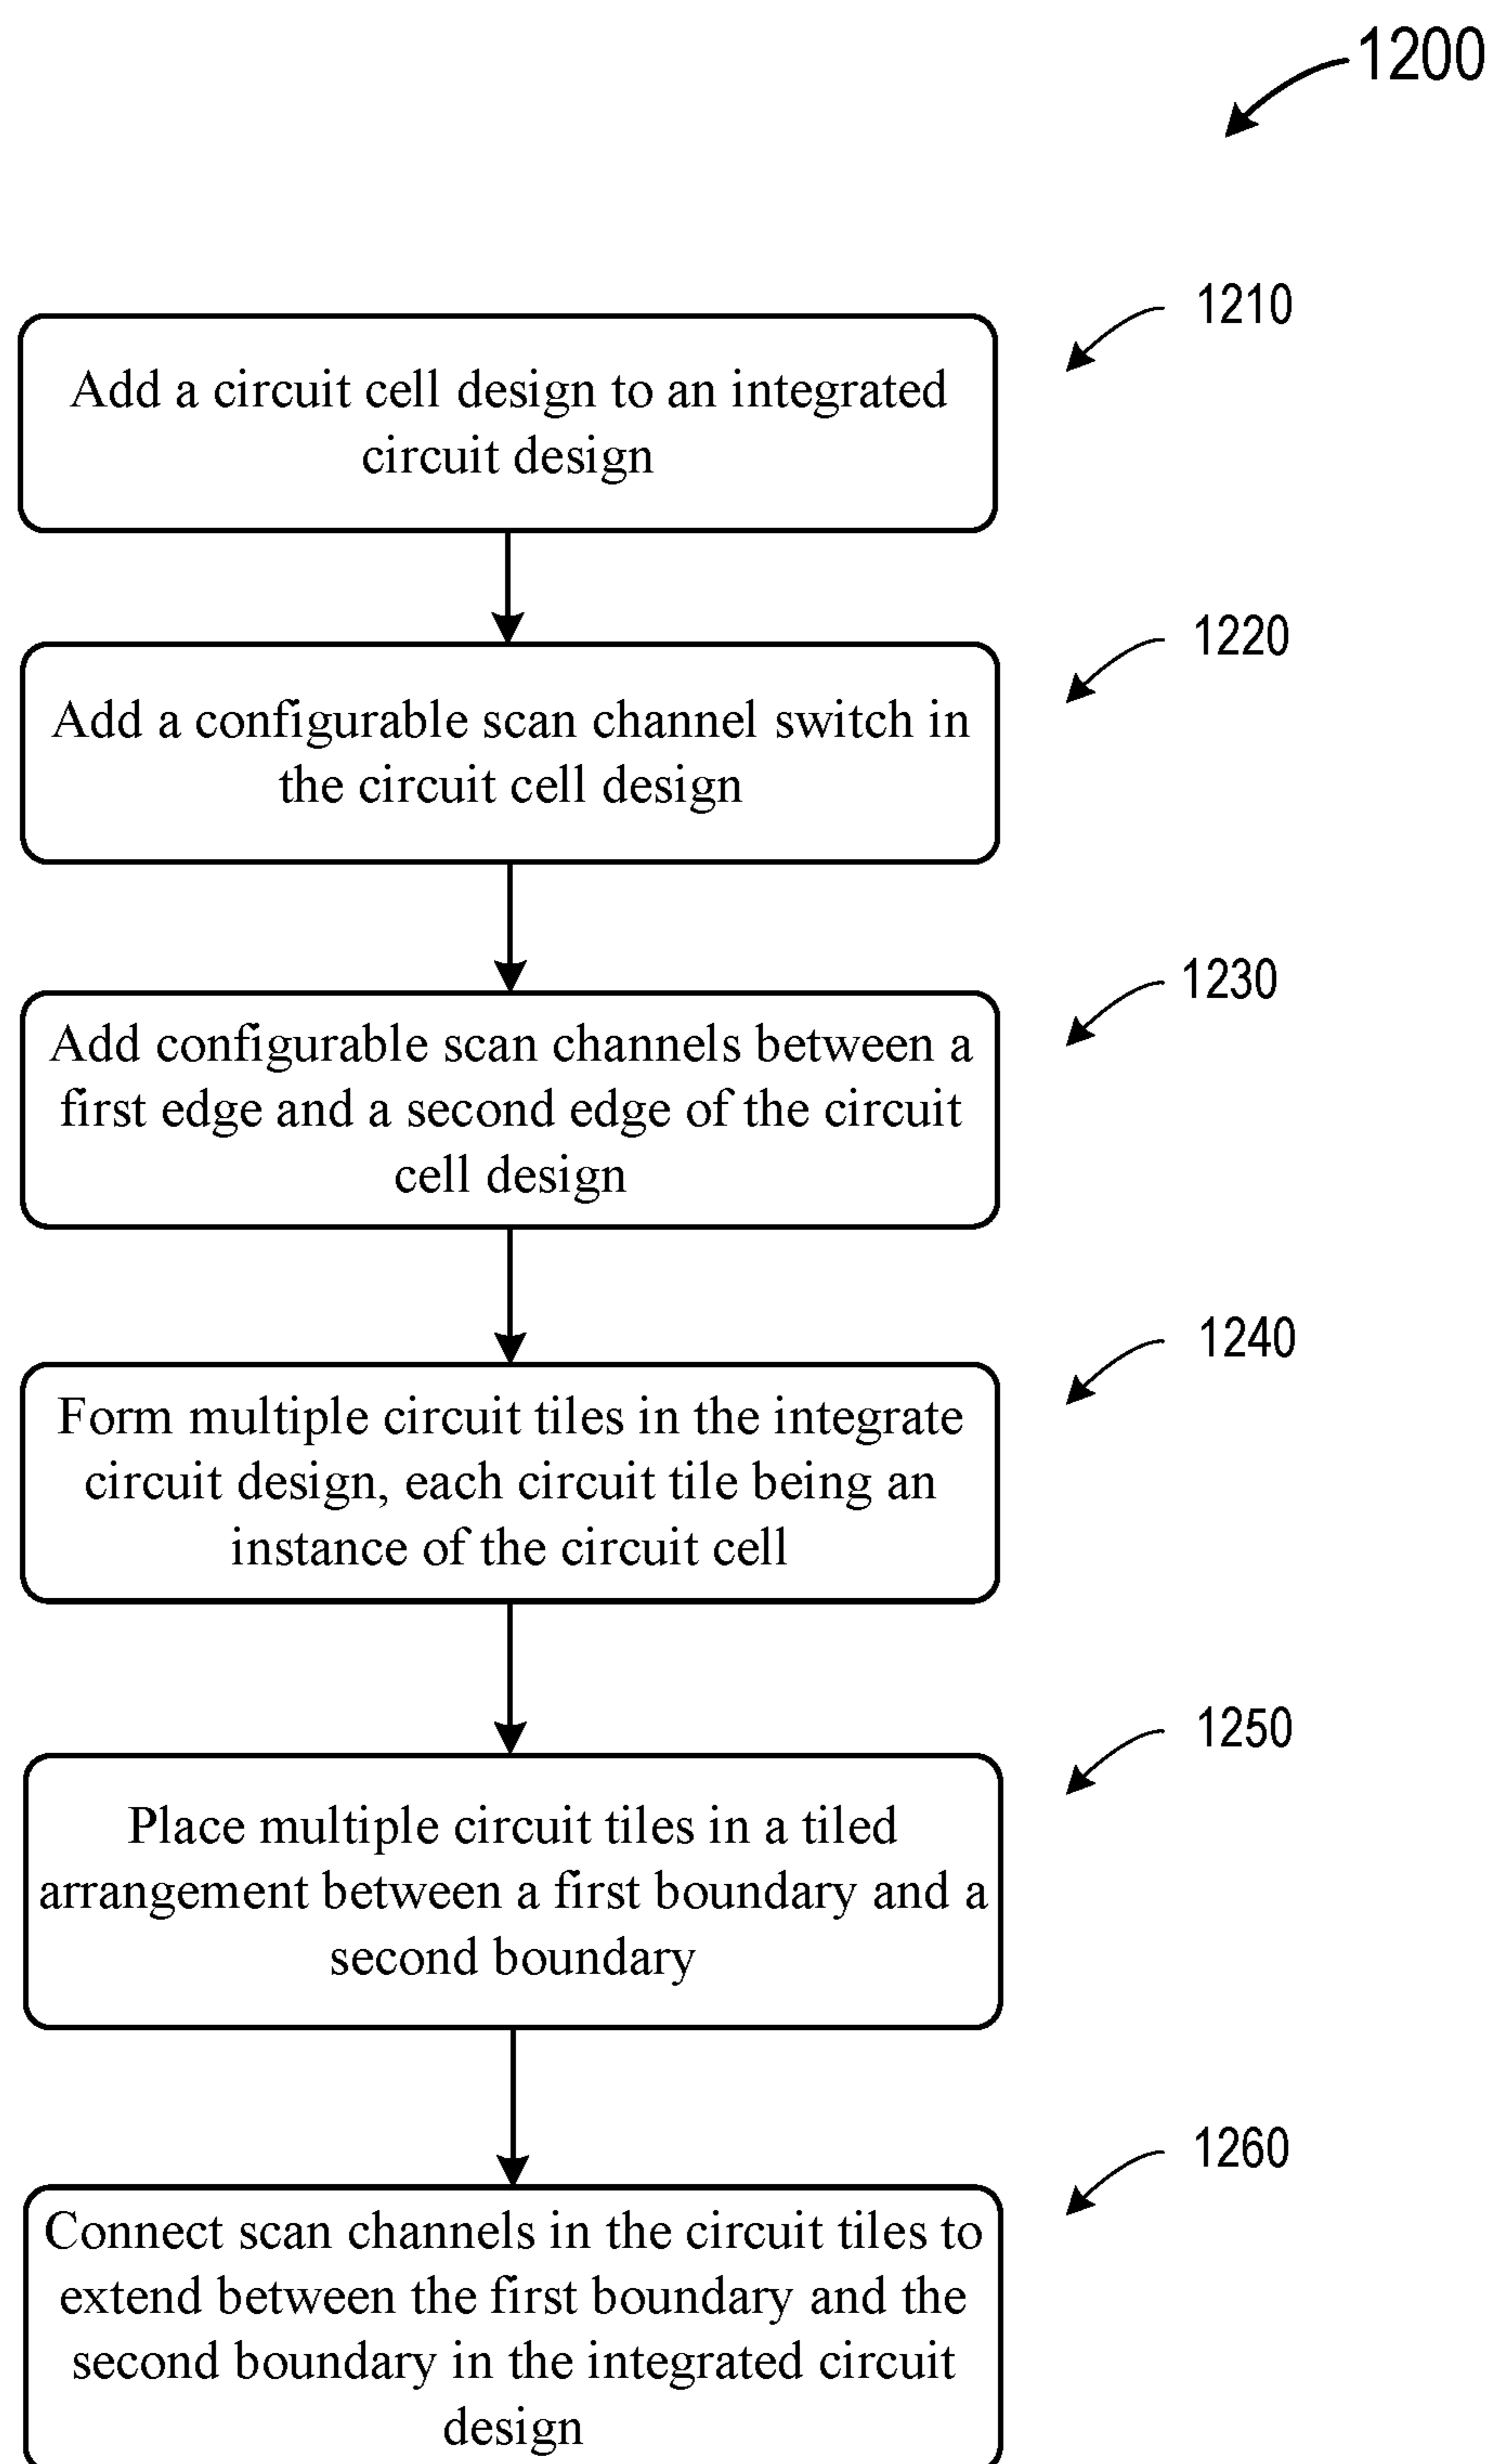 1200
1210
Add a circuit cell design to an integrated
circuit design
1220
Add a configurable scan channel switch in
the circuit cell design
1230
Add configurable scan channels between a
first edge and a second edge of the circuit
cell design
1240
Form multiple circuit tiles in the integrate
circuit design, each circuit tile being an
instance of the circuit cell
1250
Place multiple circuit tiles in a tiled
arrangement between a first boundary and a
second boundary
1260
Connect scan channels in the circuit tiles to
extend between the first boundary and the
second boundary in the integrated circuit
design